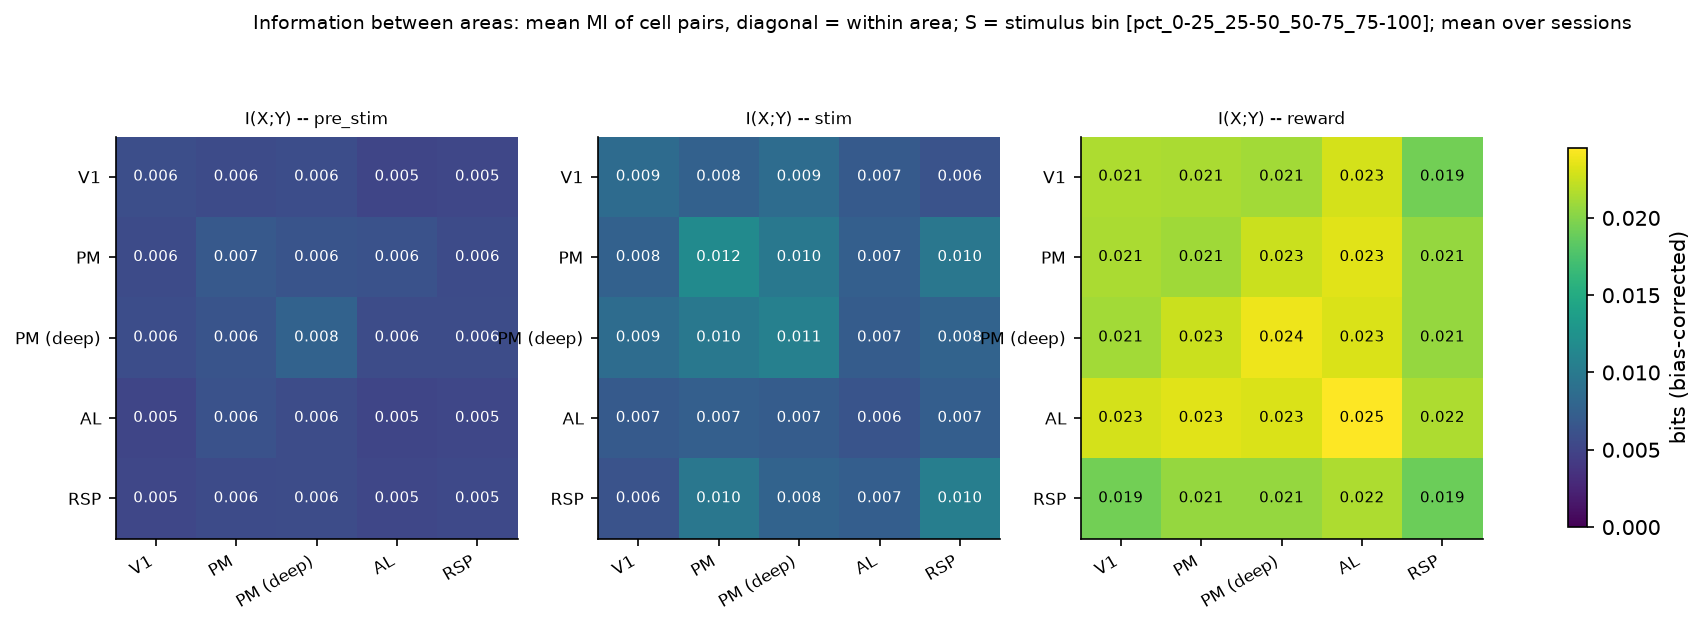 Information between areas: mean MI of cell pairs, diagonal = within area; S = stimulus bin [pct_0-25_25-50_50-75_75-100]; mean over sessions
I(X;Y) -- pre_stim
V1 0.006 0.006 0.006 0.005 0.005
PM 0.006 0.007 0.006 0.006 0.006
PM (deep) 0.006 0.006 0.008 0.006 0.006
AL 0.005 0.006 0.006 0.005 0.005
RSP 0.005 0.006 0.006 0.005 0.005
V1 PM PM (deep) AL RSP
I(X;Y) -- stim
V1 0.009 0.008 0.009 0.007 0.006
PM 0.008 0.012 0.010 0.007 0.010
PM (deep) 0.009 0.010 0.011 0.007 0.008
AL 0.007 0.007 0.007 0.006 0.007
RSP 0.006 0.010 0.008 0.007 0.010
V1 PM PM (deep) AL RSP
I(X;Y) -- reward
V1 0.021 0.021 0.021 0.023 0.019
PM 0.021 0.021 0.023 0.023 0.021
PM (deep) 0.021 0.023 0.024 0.023 0.021
AL 0.023 0.023 0.023 0.025 0.022
RSP 0.019 0.021 0.021 0.022 0.019
V1 PM PM (deep) AL RSP
0.020
0.015
0.010
0.005
0.000
bits (bias-corrected)